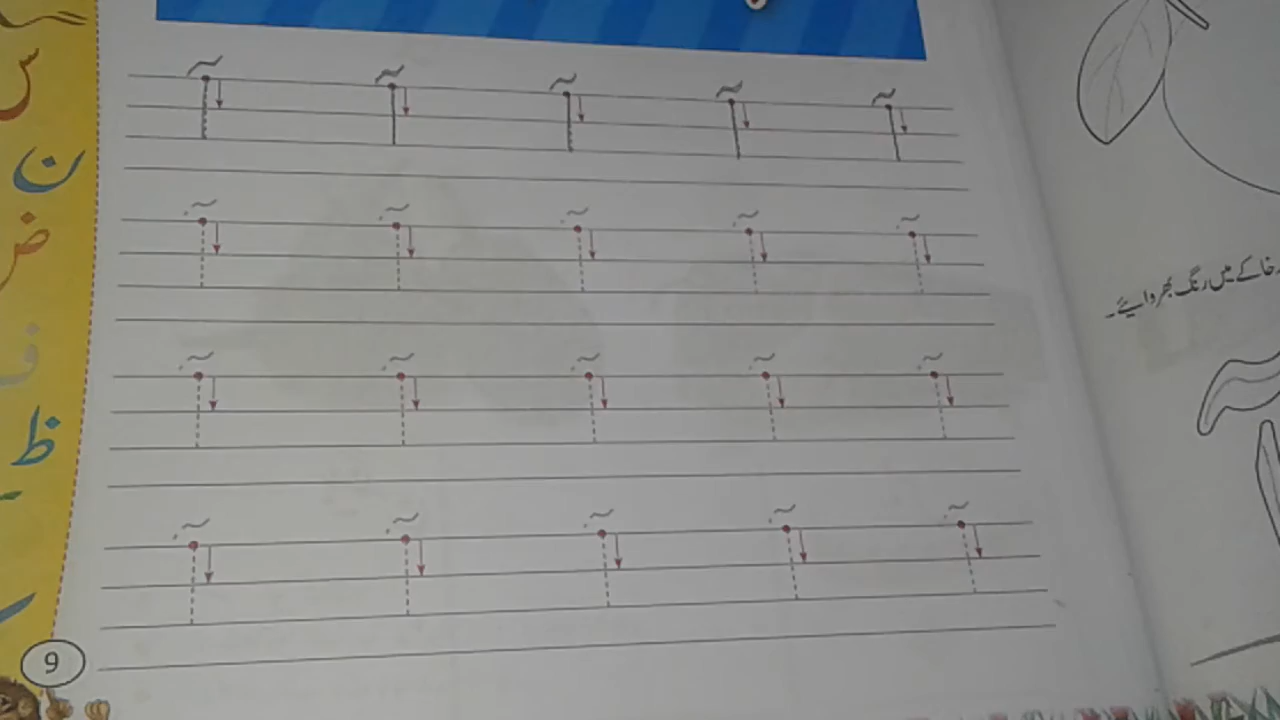 آ آ آ آ آ
آ آ آ آ آ
آ آ آ آ آ
آ آ آ آ آ
خاکے میں رنگ بھروائیے۔
س
ن
ض
ف
ظ
9